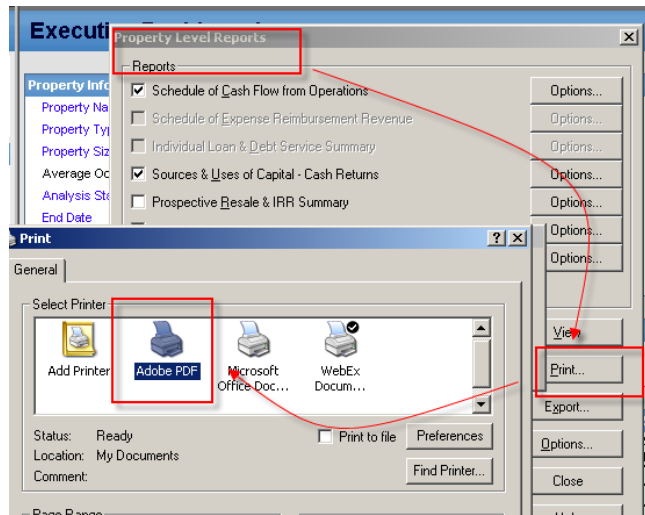 Executi
Property Level Reports
Reports
Property Info
Schedule of Cash Flow from Operations
Options...
Property Na
Schedule of Expense Reimbursement Revenue
Options...
Property Typ
Individual Loan & Debt Service Summary
Options...
Property Siz
Average Oc
Sources & Uses of Capital - Cash Returns
Options...
Analysis Sta
Prospective Resale & IRR Summary
Options...
End Date
Options...
Print
Options...
General
Select Printer
View
Add Printer
Adobe PDF
Microsoft Office Doc...
WebEx Docum...
Print...
Export...
Status: Ready
Print to file
Preferences
Options...
Location: My Documents
Comment:
Find Printer...
Close
Page Range